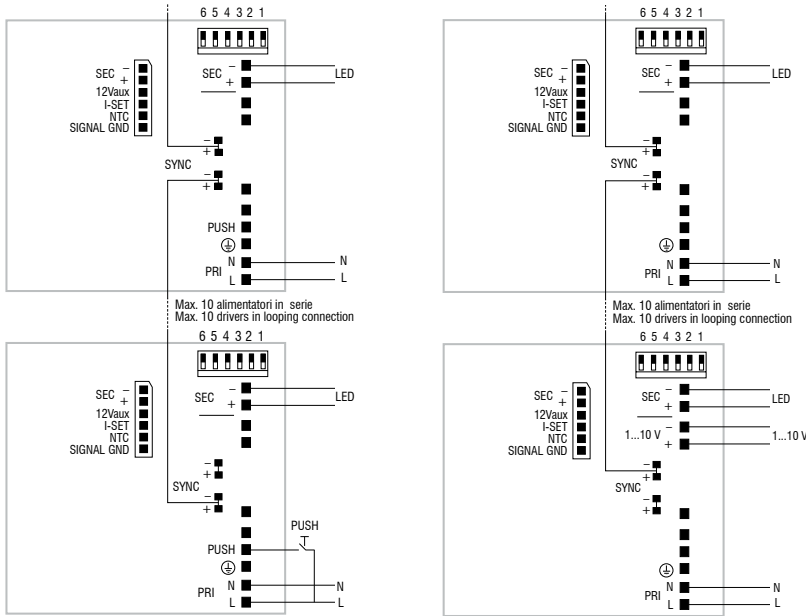 6 5 4 3 2 1
SEC −
+
12Vaux
I-SET
NTC
SIGNAL GND
SEC −
+
LED
−
+
SYNC
−
+
PUSH
N
PRI
L
N
L
Max. 10 alimentatori in serie
Max. 10 drivers in looping connection
6 5 4 3 2 1
SEC −
+
12Vaux
I-SET
NTC
SIGNAL GND
SEC −
+
LED
−
+
SYNC
−
+
PUSH
PUSH
N
PRI
L
N
L
6 5 4 3 2 1
SEC −
+
12Vaux
I-SET
NTC
SIGNAL GND
SEC −
+
LED
−
+
SYNC
−
+
N
PRI
L
N
L
Max. 10 alimentatori in serie
Max. 10 drivers in looping connection
6 5 4 3 2 1
SEC −
+
12Vaux
I-SET
NTC
SIGNAL GND
SEC −
+
LED
1...10 V −
+
1...10 V
−
+
SYNC
−
+
N
PRI
L
N
L